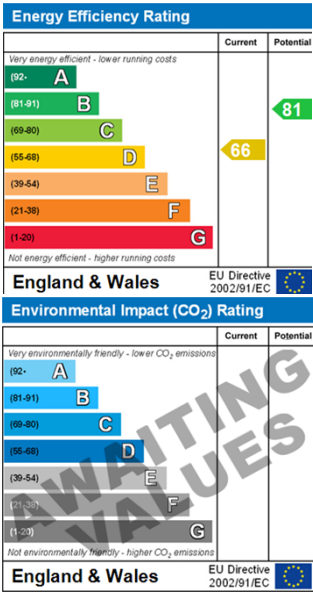 Energy Efficiency Rating
Current Potential
Very energy efficient - lower running costs
(92+ A
(81-91) B
81
(69-80) C
(55-68) D
66
(39-54) E
(21-38) F
(1-20) G
Not energy efficient - higher running costs
England & Wales
EU Directive
2002/91/EC
Environmental Impact (CO2) Rating
Current Potential
Very environmentally friendly - lower CO2 emissions
(92+ A
(81-91) B
(69-80) C
(55-68) D
(39-54) E
(21-38) F
(1-20) G
AWAITING
VALUES
Not environmentally friendly - higher CO2 emissions
England & Wales
EU Directive
2002/91/EC